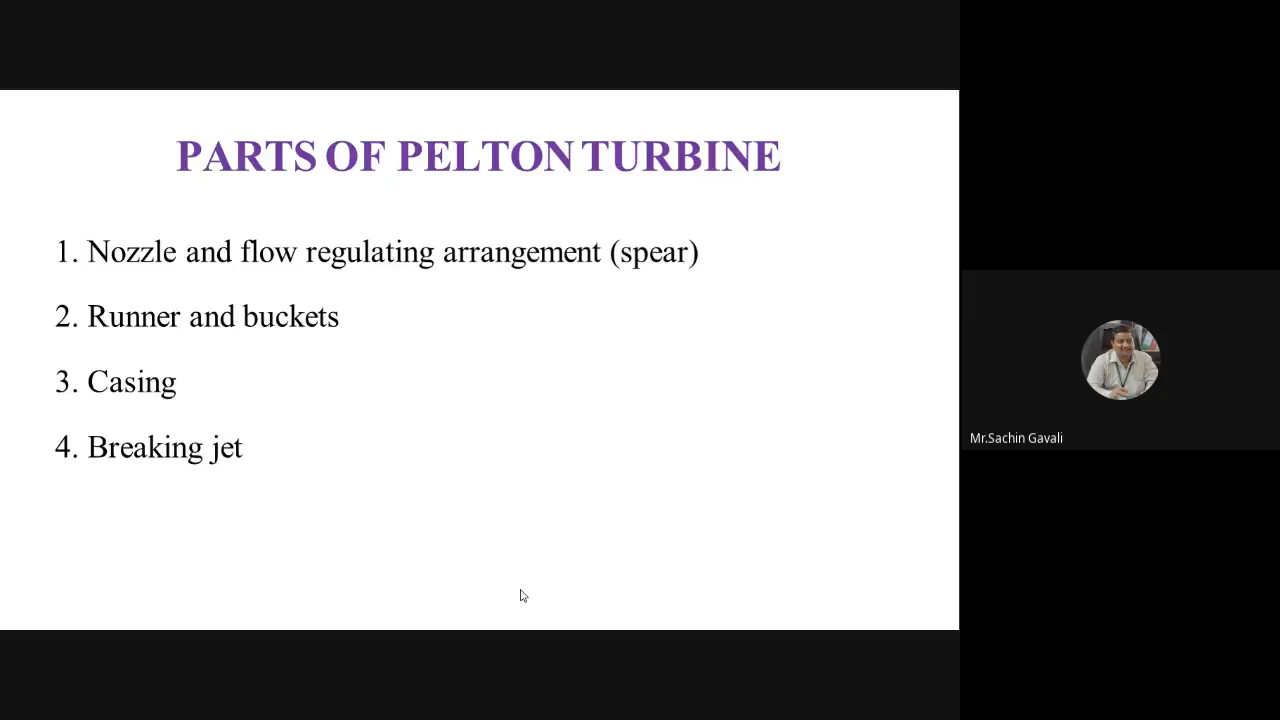 PARTS OF PELTON TURBINE
1. Nozzle and flow regulating arrangement (spear)
2. Runner and buckets
3. Casing
4. Breaking jet
Mr.Sachin Gavali